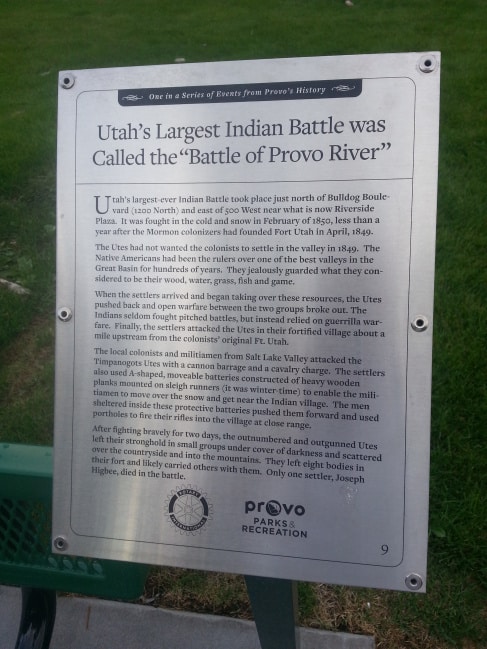 One in a Series of Events from Provo's History
Utah's Largest Indian Battle was
Called the "Battle of Provo River"
Utah's largest-ever Indian Battle took place just north of Bulldog Boule-
vard (1200 North) and east of 500 West near what is now Riverside
Plaza. It was fought in the cold and snow in February of 1850, less than a
year after the Mormon colonizers had founded Fort Utah in April, 1849.
The Utes had not wanted the colonists to settle in the valley in 1849. The
Native Americans had been the rulers over one of the best valleys in the
Great Basin for hundreds of years. They jealously guarded what they con-
sidered to be their wood, water, grass, fish and game.
When the settlers arrived and began taking over these resources, the Utes
pushed back and open warfare between the two groups broke out. The
Indians seldom fought pitched battles, but instead relied on guerrilla war-
fare. Finally, the settlers attacked the Utes in their fortified village about a
mile upstream from the colonists' original Ft. Utah.
The local colonists and militiamen from Salt Lake Valley attacked the
Timpanogots Utes with a cannon barrage and a cavalry charge. The settlers
also used A-shaped, moveable batteries constructed of heavy wooden
planks mounted on sleigh runners (it was winter-time) to enable the mili-
tiamen to move over the snow and get near the Indian village. The men
sheltered inside these protective batteries pushed them forward and used
portholes to fire their rifles into the village at close range.
After fighting bravely for two days, the outnumbered and outgunned Utes
left their stronghold in small groups under cover of darkness and scattered
over the countryside and into the mountains. They left eight bodies in
their fort and likely carried others with them. Only one settler, Joseph
Higbee, died in the battle.
ROTARY
INTERNATIONAL
provo
PARKS &
RECREATION
9